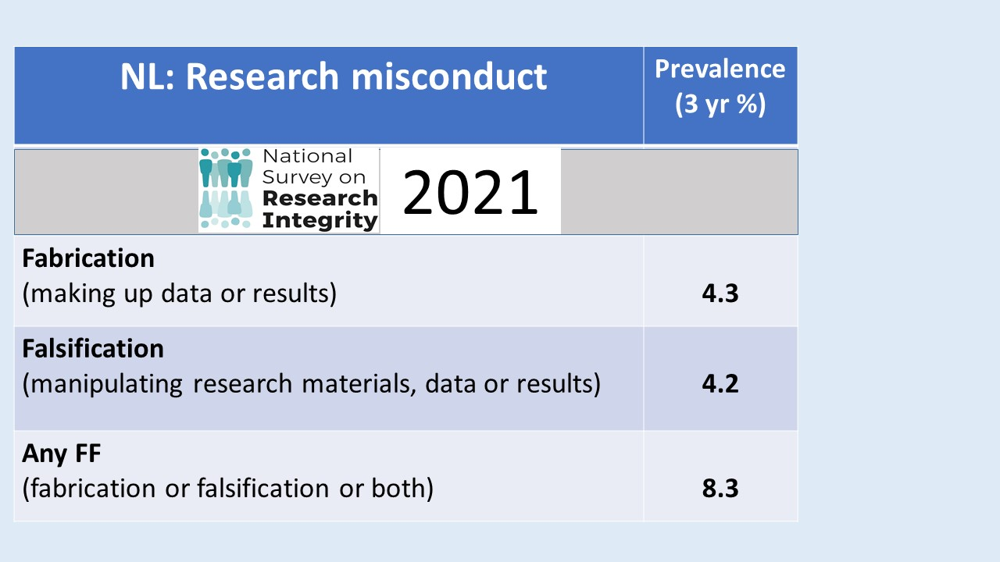 NL: Research misconduct
Prevalence
(3 yr %)
National
Survey on
Research
Integrity
2021
Fabrication
(making up data or results)
4.3
Falsification
(manipulating research materials, data or results)
4.2
Any FF
(fabrication or falsification or both)
8.3